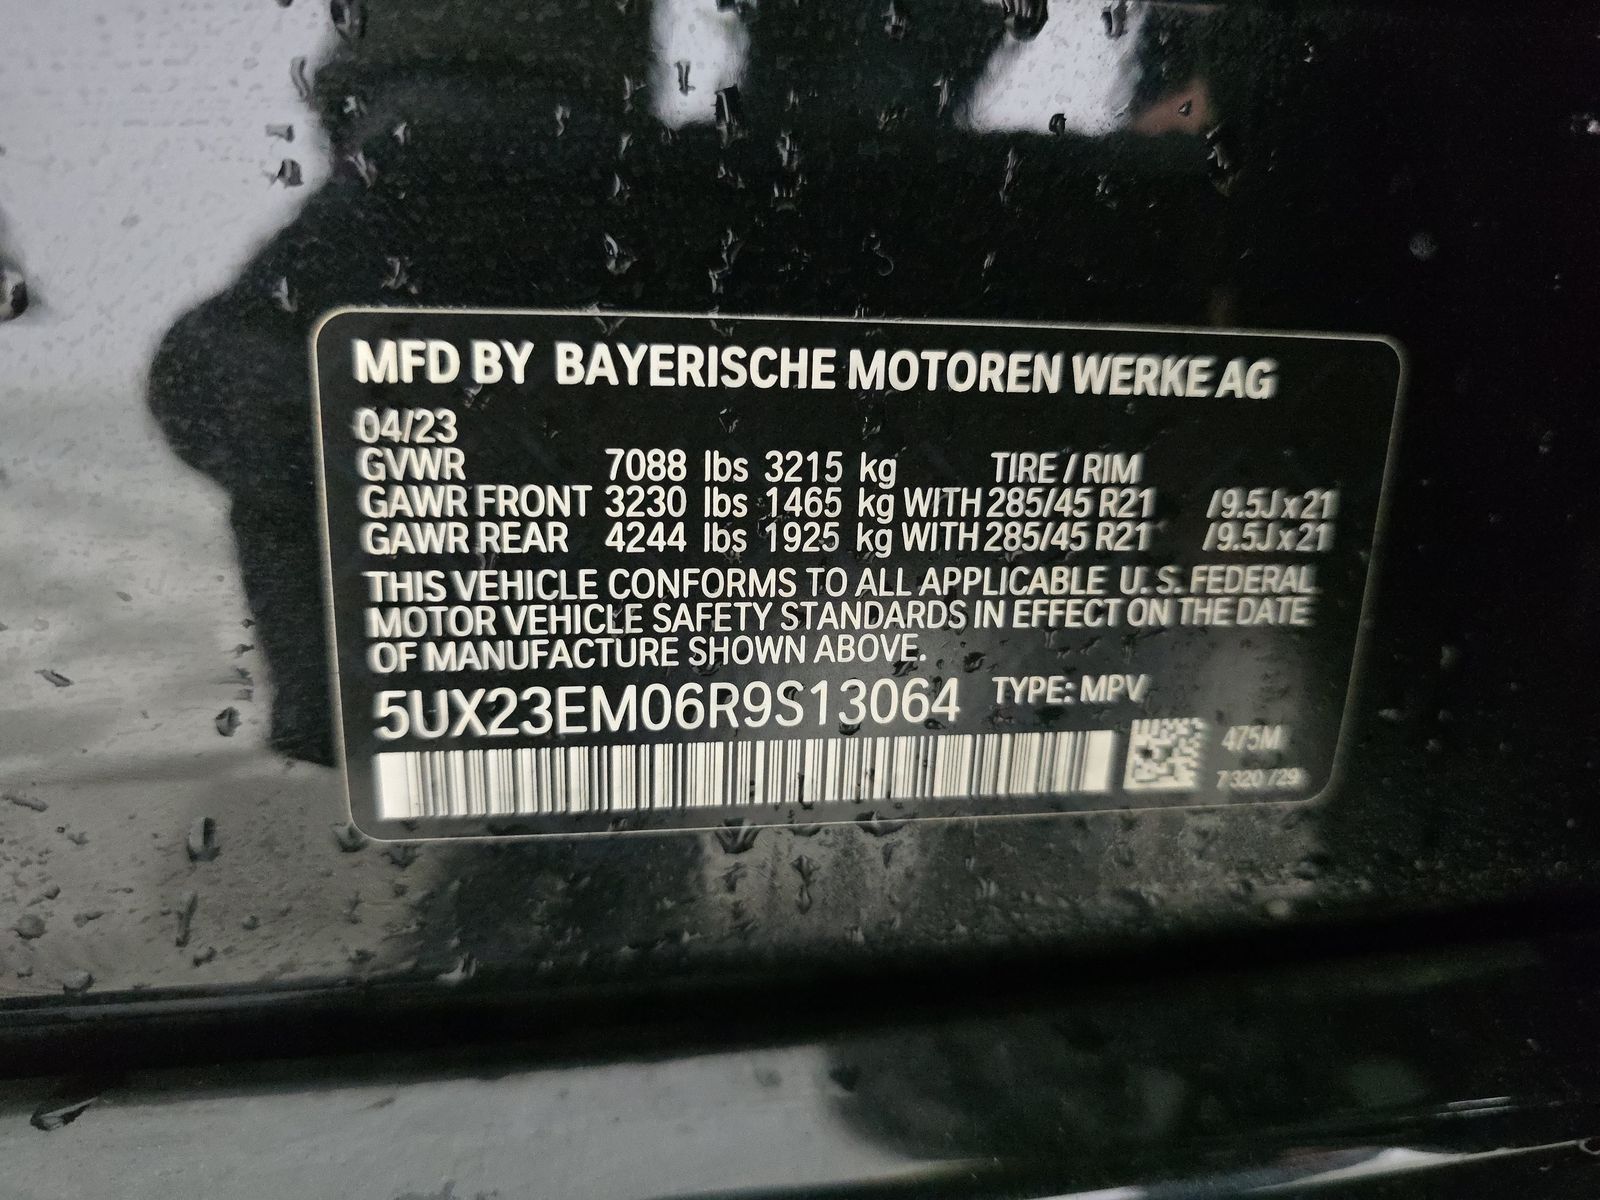 MFD BY BAYERISCHE MOTOREN WERKE AG
04/23
GVWR 7088 lbs 3215 kg TIRE / RIM
GAWR FRONT 3230 lbs 1465 kg WITH 285/45 R21 /9.5J x 21
GAWR REAR 4244 lbs 1925 kg WITH 285/45 R21 /9.5J x 21
THIS VEHICLE CONFORMS TO ALL APPLICABLE U. S. FEDERAL
MOTOR VEHICLE SAFETY STANDARDS IN EFFECT ON THE DATE
OF MANUFACTURE SHOWN ABOVE.
5UX23EM06R9S13064 TYPE: MPV
475M